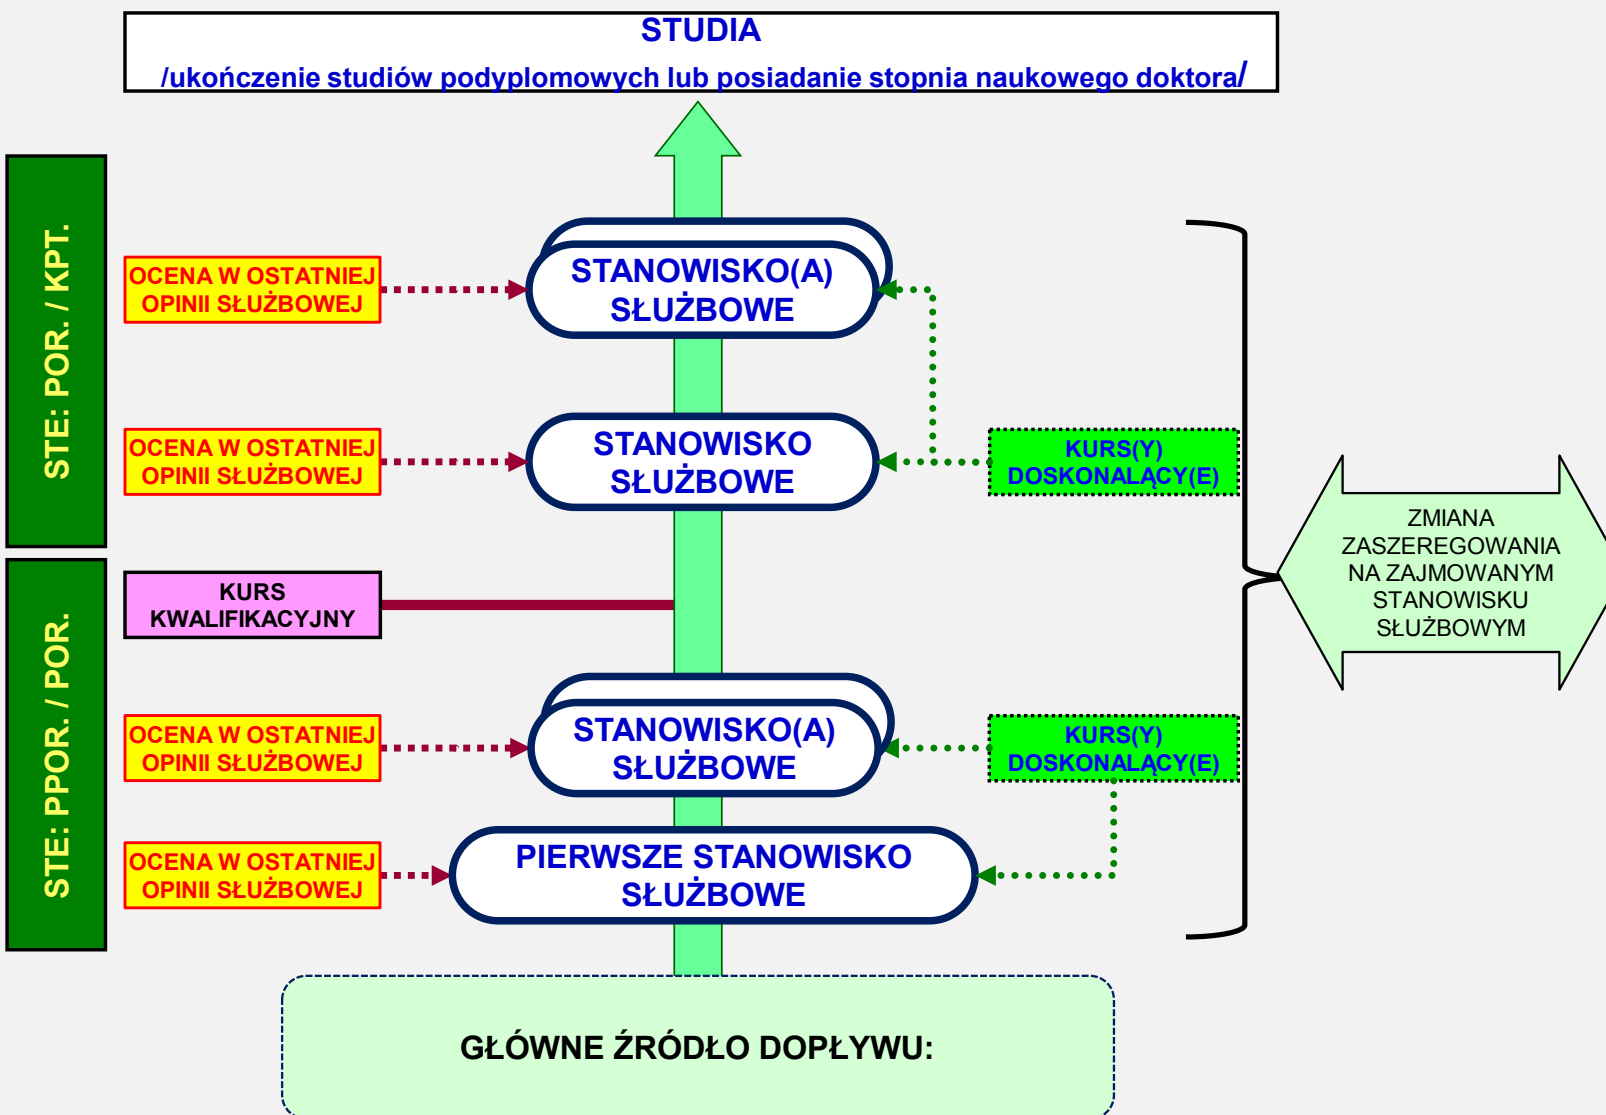 STUDIA
/ukończenie studiów podyplomowych lub posiadanie stopnia naukowego doktora/
STE: POR. / KPT.
OCENA W OSTATNIEJ
OPINII SŁUŻBOWEJ
STANOWISKO(A)
SŁUŻBOWE
OCENA W OSTATNIEJ
OPINII SŁUŻBOWEJ
STANOWISKO
SŁUŻBOWE
KURS(Y)
DOSKONALĄCY(E)
ZMIANA
ZASZEREGOWANIA
NA ZAJMOWANYM
STANOWISKU
SŁUŻBOWYM
STE: PPOR. / POR.
KURS
KWALIFIKACYJNY
OCENA W OSTATNIEJ
OPINII SŁUŻBOWEJ
STANOWISKO(A)
SŁUŻBOWE
KURS(Y)
DOSKONALĄCY(E)
OCENA W OSTATNIEJ
OPINII SŁUŻBOWEJ
PIERWSZE STANOWISKO
SŁUŻBOWE
GŁÓWNE ŹRÓDŁO DOPŁYWU: